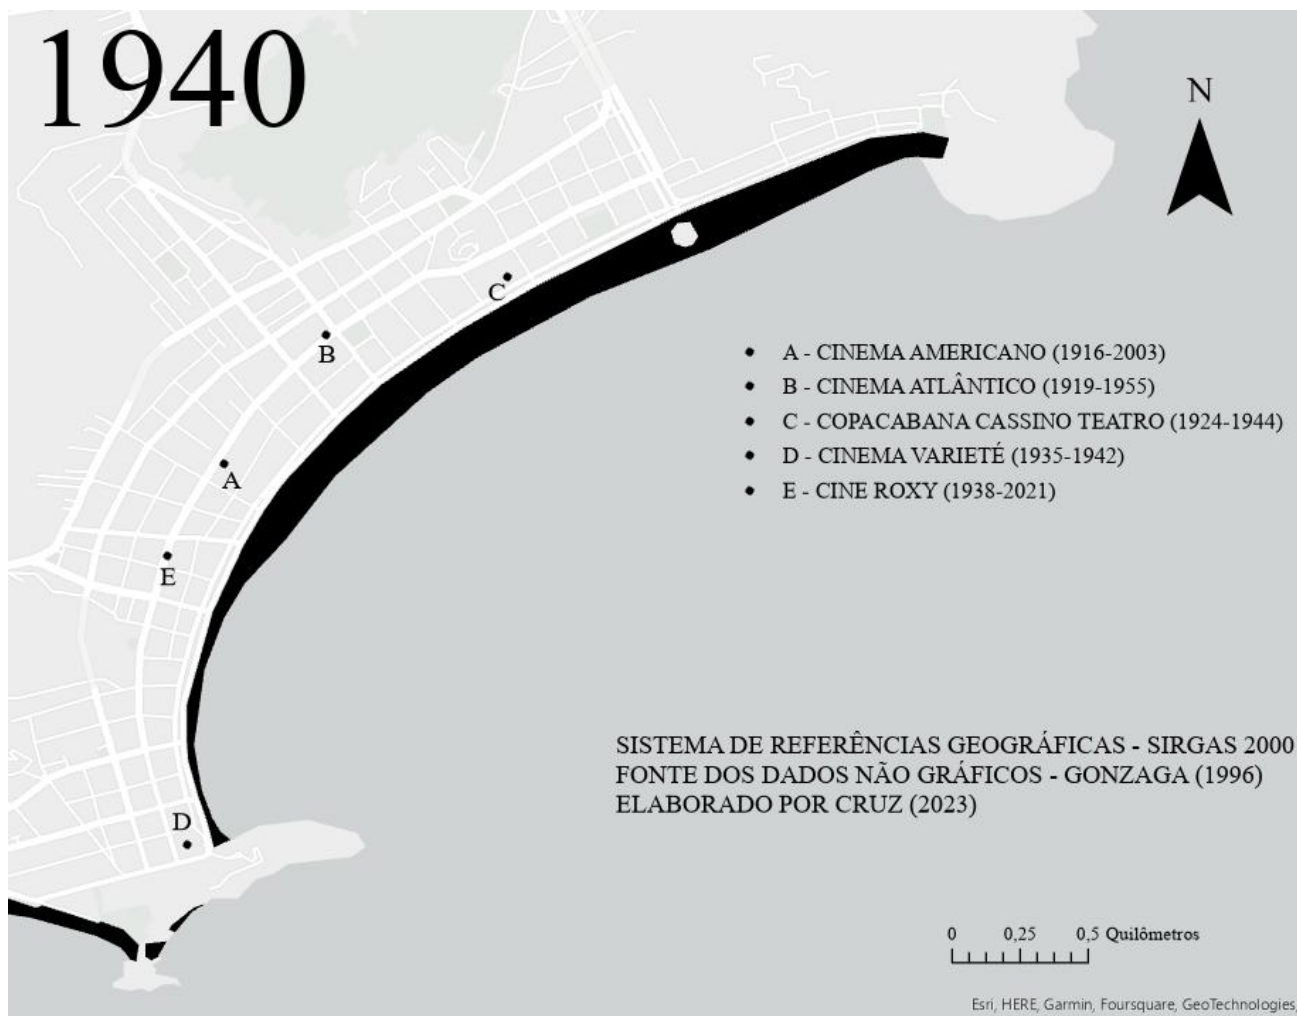 1940
N
C
B
A
E
D
A - CINEMA AMERICANO (1916-2003)
B - CINEMA ATLÂNTICO (1919-1955)
C - COPACABANA CASSINO TEATRO (1924-1944)
D - CINEMA VARIETÉ (1935-1942)
E - CINE ROXY (1938-2021)
SISTEMA DE REFERÊNCIAS GEOGRÁFICAS - SIRGAS 2000
FONTE DOS DADOS NÃO GRÁFICOS - GONZAGA (1996)
ELABORADO POR CRUZ (2023)
0 0,25 0,5 Quilômetros
Esri, HERE, Garmin, Foursquare, GeoTechnologies,